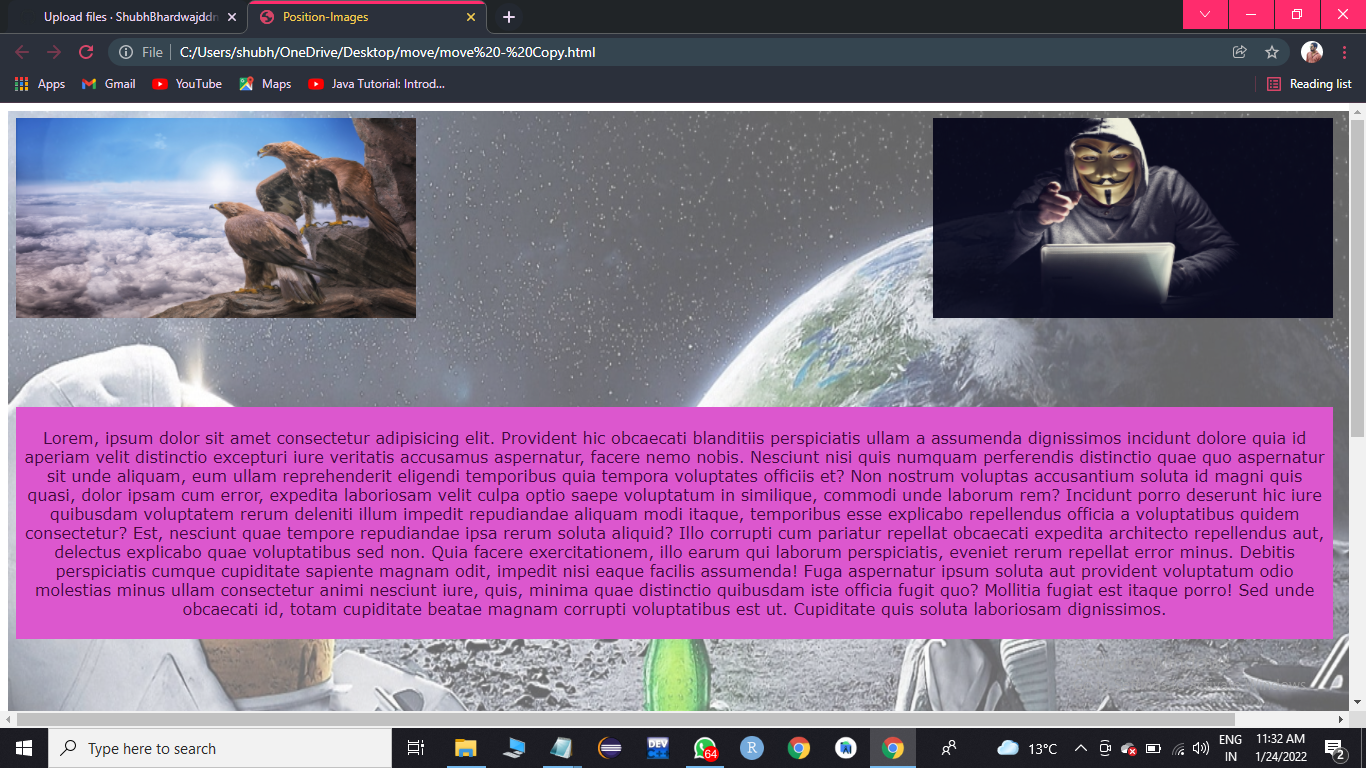 Upload files · ShubhBhardwajddn
Position-Images
File
C:/Users/shubh/OneDrive/Desktop/move/move%20-%20Copy.html
Apps
Gmail
YouTube
Maps
Java Tutorial: Introd...
Reading list
Lorem, ipsum dolor sit amet consectetur adipisicing elit. Provident hic obcaecati blanditiis perspiciatis ullam a assumenda dignissimos incidunt dolore quia id
aperiam velit distinctio excepturi iure veritatis accusamus aspernatur, facere nemo nobis. Nesciunt nisi quis numquam perferendis distinctio quae quo aspernatur
sit unde aliquam, eum ullam reprehenderit eligendi temporibus quia tempora voluptates officiis et? Non nostrum voluptas accusantium soluta id magni quis
quasi, dolor ipsam cum error, expedita laboriosam velit culpa optio saepe voluptatum in similique, commodi unde laborum rem? Incidunt porro deserunt hic iure
quibusdam voluptatem rerum deleniti illum impedit repudiandae aliquam modi itaque, temporibus esse explicabo repellendus officia a voluptatibus quidem
consectetur? Est, nesciunt quae tempore repudiandae ipsa rerum soluta aliquid? Illo corrupti cum pariatur repellat obcaecati expedita architecto repellendus aut,
delectus explicabo quae voluptatibus sed non. Quia facere exercitationem, illo earum qui laborum perspiciatis, eveniet rerum repellat error minus. Debitis
perspiciatis cumque cupiditate sapiente magnam odit, impedit nisi eaque facilis assumenda! Fuga aspernatur ipsum soluta aut provident voluptatum odio
molestias minus ullam consectetur animi nesciunt iure, quis, minima quae distinctio quibusdam iste officia fugit quo? Mollitia fugiat est itaque porro! Sed unde
obcaecati id, totam cupiditate beatae magnam corrupti voluptatibus est ut. Cupiditate quis soluta laboriosam dignissimos.
Type here to search
DEV
64
R
13°C
ENG
IN
11:32 AM
1/24/2022
2